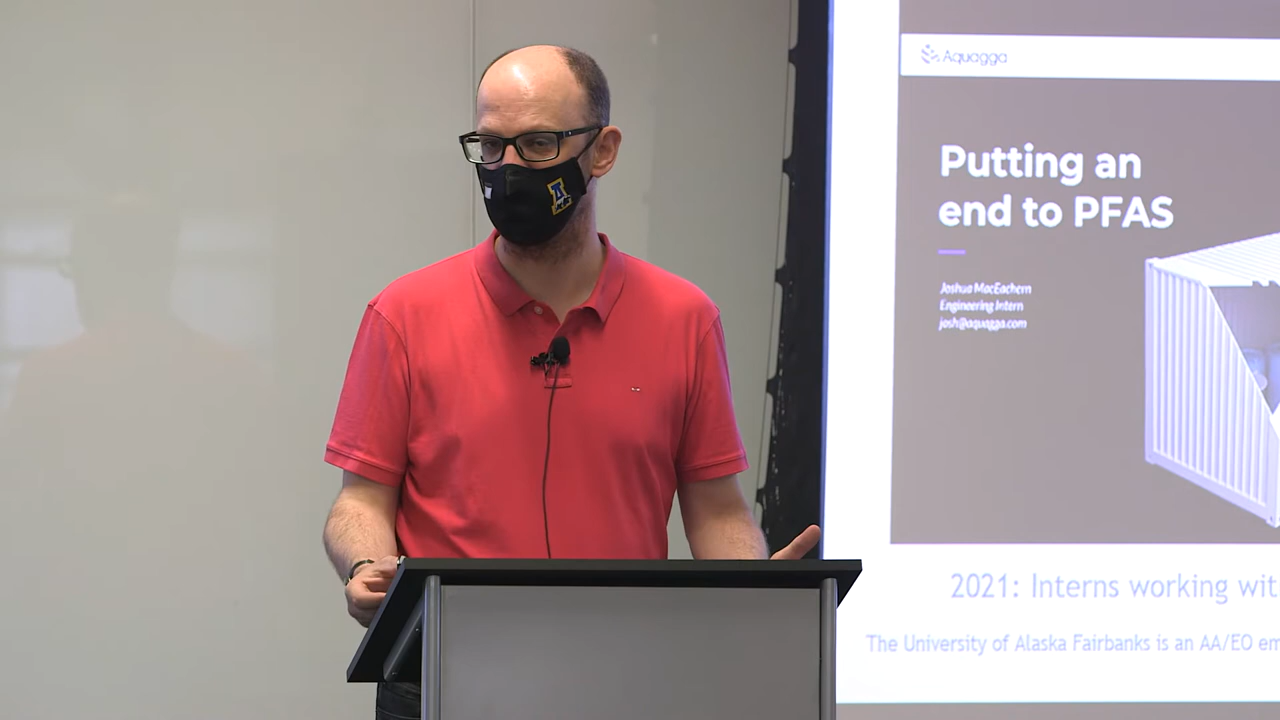 Aquagga
Putting an
end to PFAS
Joshua MacEachern
Engineering Intern
josh@aquagga.com
2021: Interns working wit
The University of Alaska Fairbanks is an AA/EO em
A